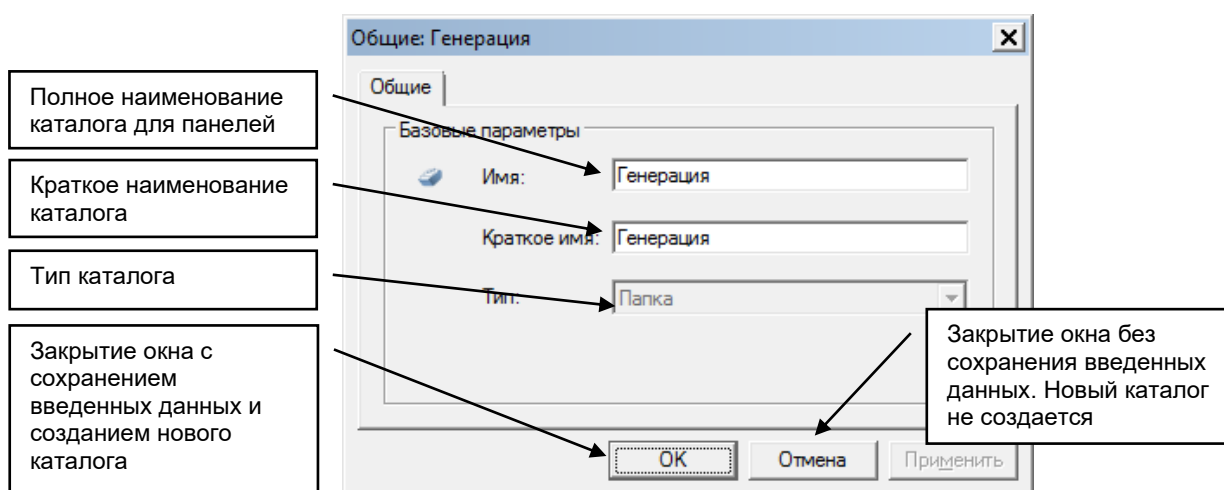 Общие: Генерация
Общие
Базовые параметры
Имя:
Генерация
Краткое имя:
Генерация
Тип:
Папка
OK
Отмена
Применить
Полное наименование
каталога для панелей
Краткое наименование
каталога
Тип каталога
Закрытие окна с
сохранением
введенных данных и
созданием нового
каталога
Закрытие окна без
сохранения введенных
данных. Новый каталог
не создается